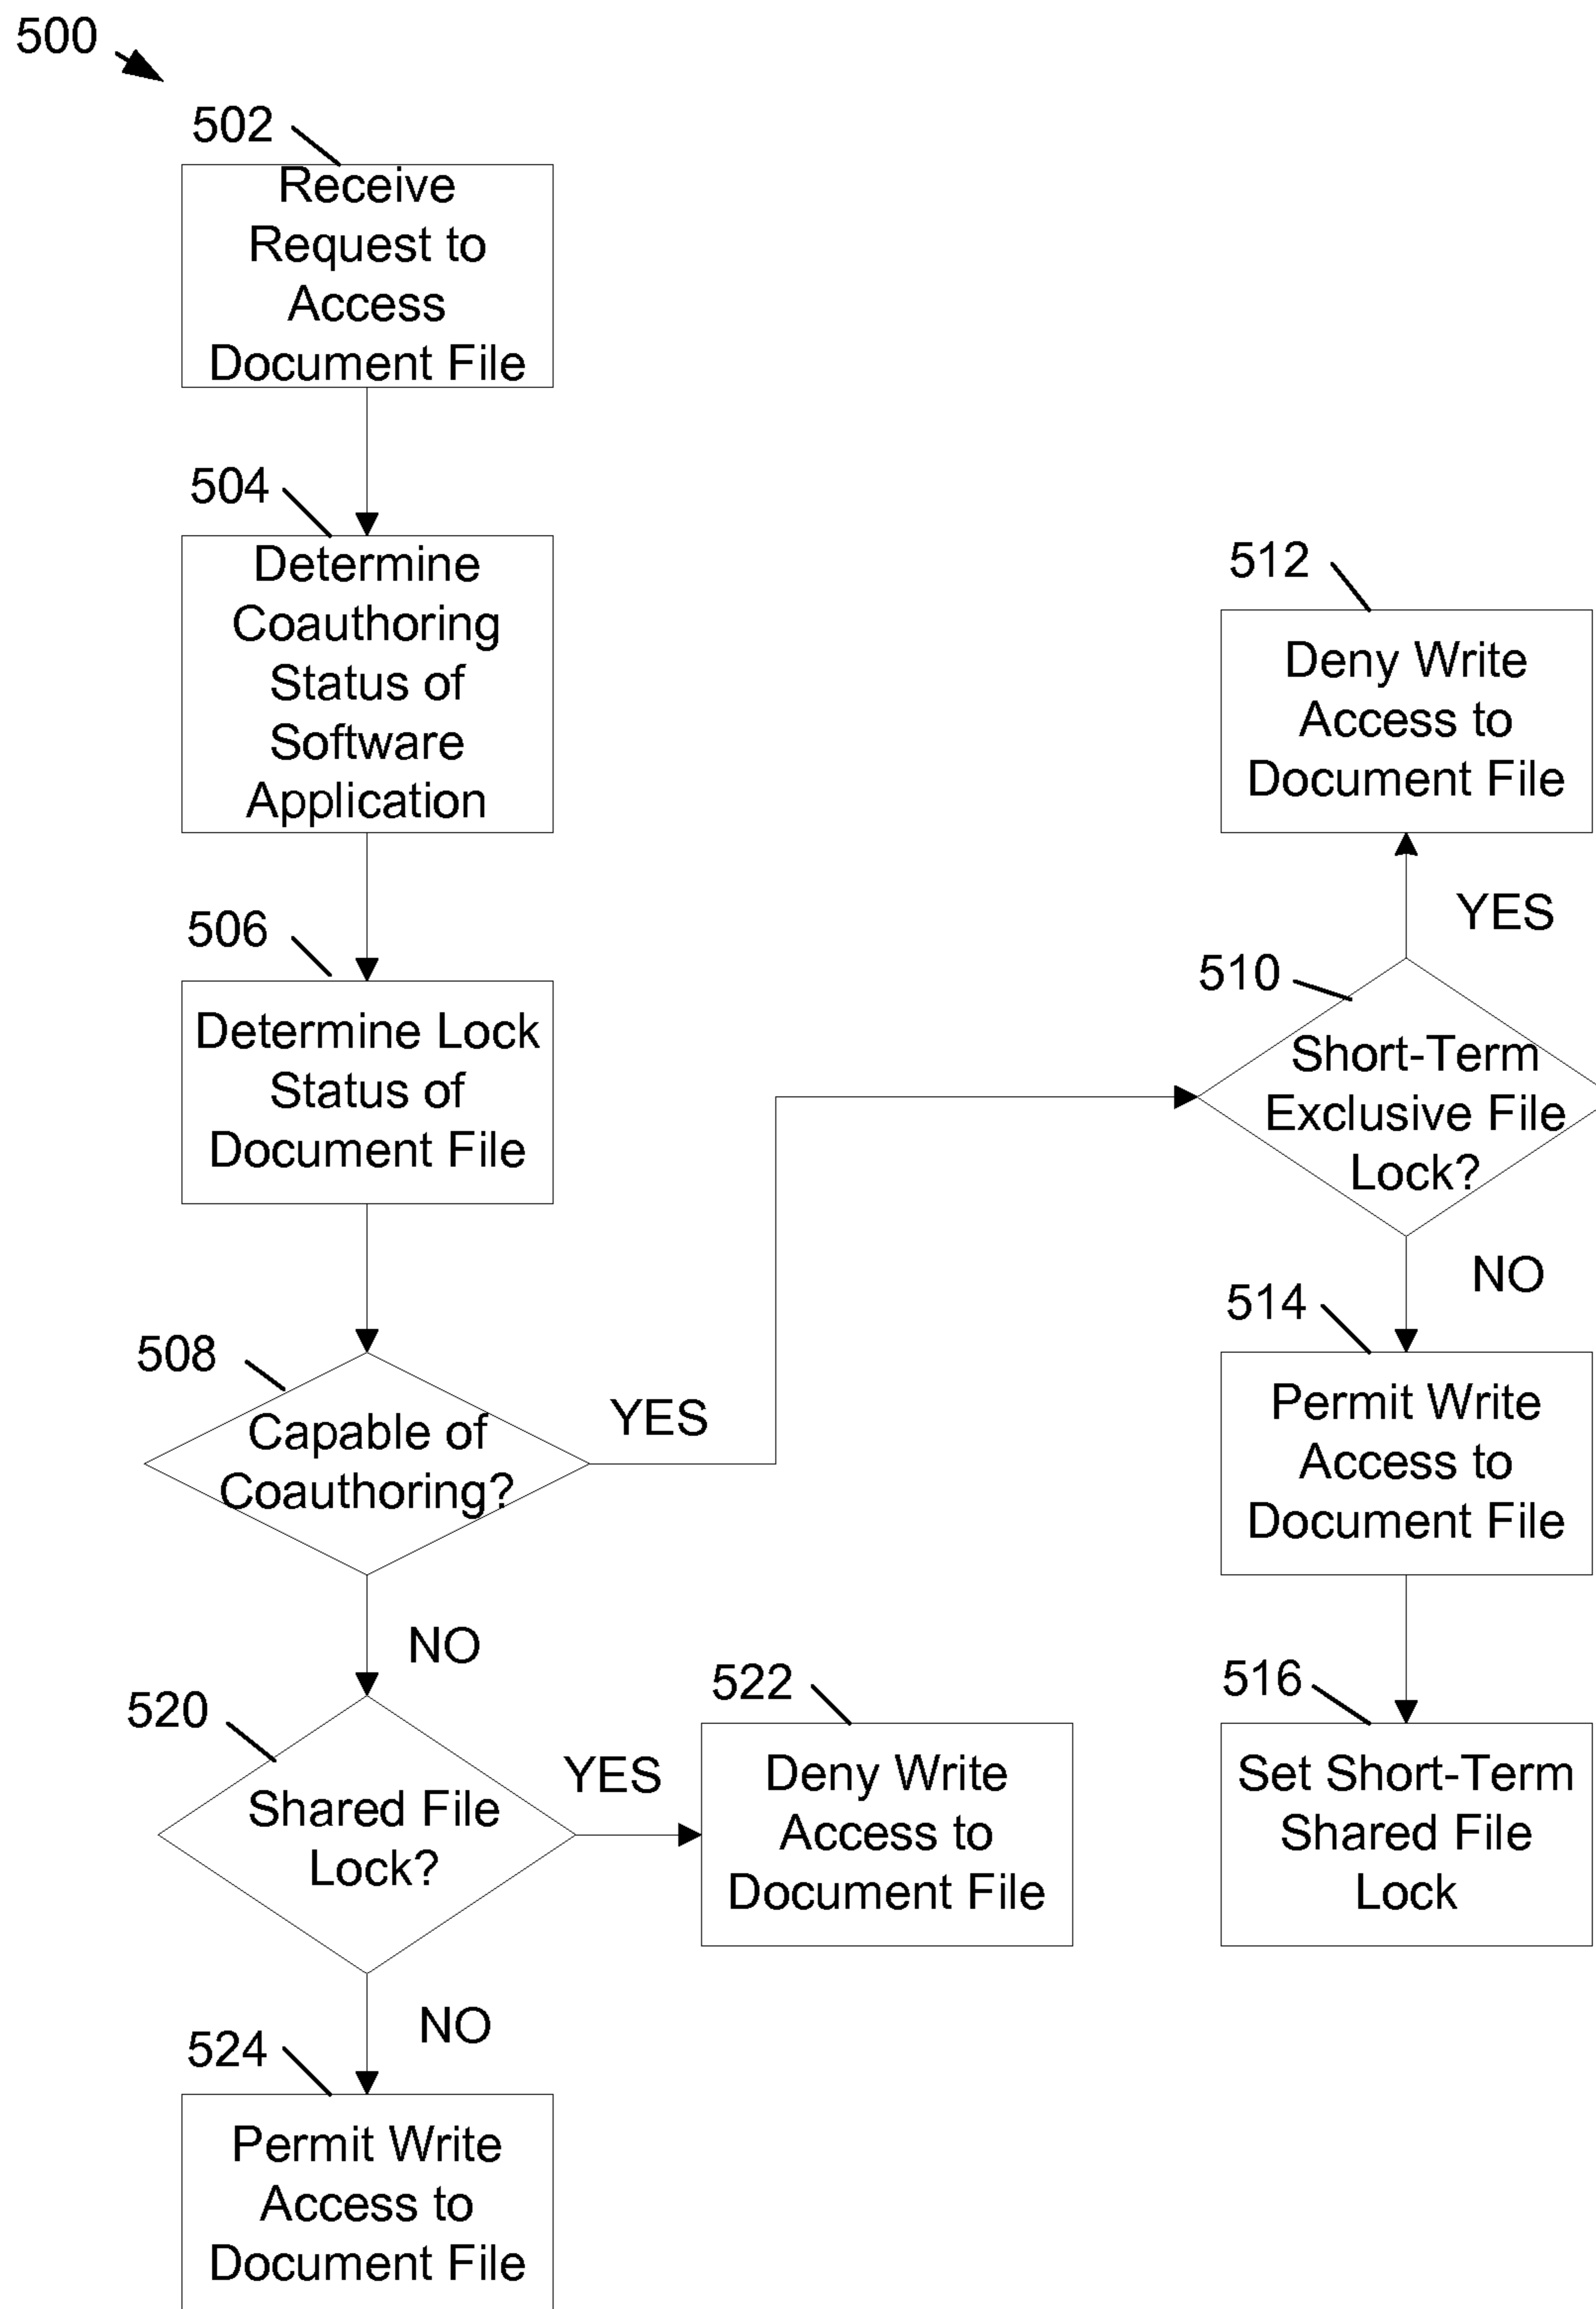 500
502
Receive
Request to
Access
Document File
504
Determine
Coauthoring
Status of
Software
Application
506
Determine Lock
Status of
Document File
508
Capable of
Coauthoring?
YES
NO
510
Short-Term
Exclusive File
Lock?
YES
512
Deny Write
Access to
Document File
NO
514
Permit Write
Access to
Document File
516
Set Short-Term
Shared File
Lock
520
Shared File
Lock?
YES
522
Deny Write
Access to
Document File
NO
524
Permit Write
Access to
Document File